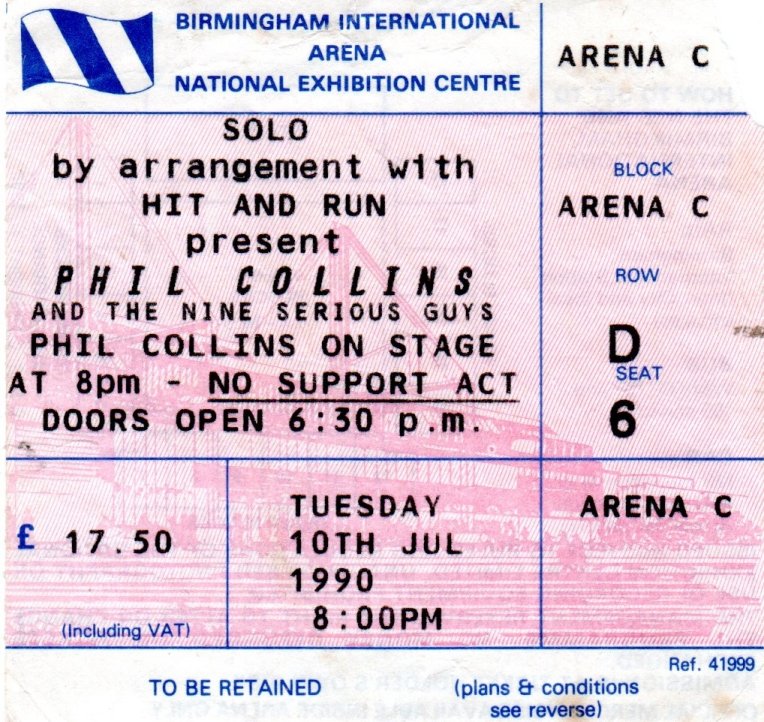 BIRMINGHAM INTERNATIONAL
ARENA
NATIONAL EXHIBITION CENTRE
ARENA C
SOLO
by arrangement with
HIT AND RUN
present
PHIL COLLINS
AND THE NINE SERIOUS GUYS
PHIL COLLINS ON STAGE
AT 8pm - NO SUPPORT ACT
DOORS OPEN 6:30 p.m.
BLOCK
ARENA C
ROW
D
SEAT
6
£ 17.50
(Including VAT)
TUESDAY
10TH JUL
1990
8:00PM
ARENA C
Ref. 41999
TO BE RETAINED
(plans & conditions
see reverse)